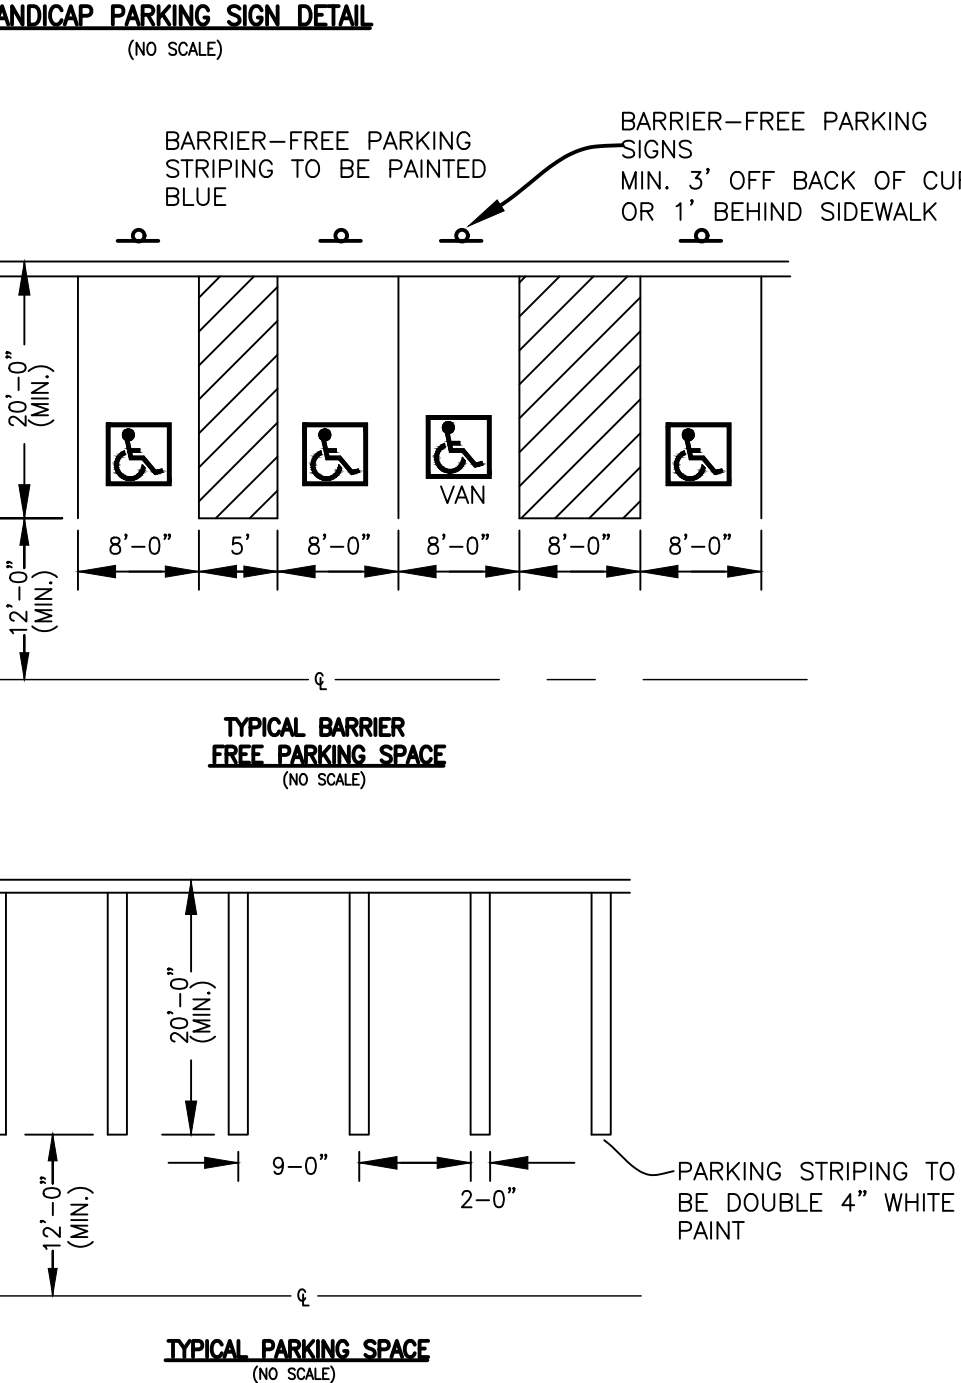 ANDICAP PARKING SIGN DETAIL
(NO SCALE)
BARRIER-FREE PARKING
STRIPING TO BE PAINTED
BLUE
BARRIER-FREE PARKING
SIGNS
MIN. 3' OFF BACK OF CUR
OR 1' BEHIND SIDEWALK
20'-0"
(MIN.)
VAN
8'-0" 5' 8'-0" 8'-0" 8'-0" 8'-0"
12'-0"
(MIN.)
℄
TYPICAL BARRIER
FREE PARKING SPACE
(NO SCALE)
20'-0"
(MIN.)
9-0"
2-0"
12'-0"
(MIN.)
PARKING STRIPING TO
BE DOUBLE 4" WHITE
PAINT
℄
TYPICAL PARKING SPACE
(NO SCALE)